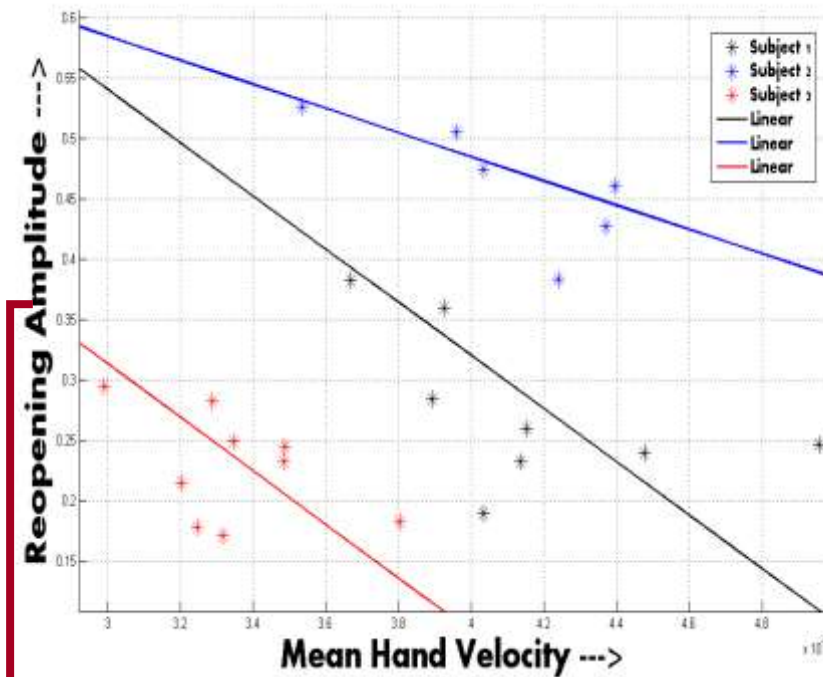 Reopening Amplitude --->
0.6
0.55
0.5
0.45
0.4
0.35
0.3
0.25
0.2
0.15
Subject 1
Subject 2
Subject 3
Linear
Linear
Linear
3 3.2 3.4 3.6 3.8 4 4.2 4.4 4.6 4.8
Mean Hand Velocity --->